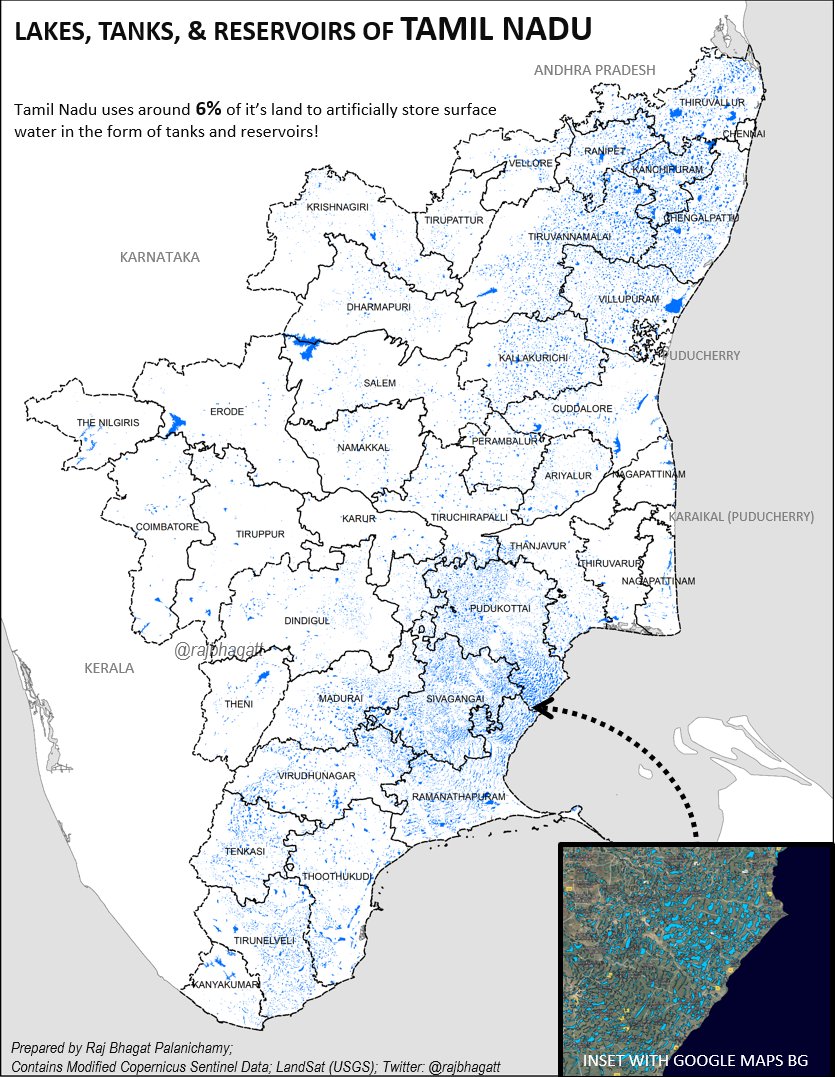 LAKES, TANKS, & RESERVOIRS OF TAMIL NADU
ANDHRA PRADESH
Tamil Nadu uses around 6% of it's land to artificially store surface
water in the form of tanks and reservoirs!
THIRUVALLUR
CHENNAI
RANIPET
VELLORE
KANCHIPURAM
KRISHNAGIRI
TIRUPATTUR
CHENGALPATTU
TIRUVANNAMALAI
KARNATAKA
VILLUPURAM
DHARMAPURI
PUDUCHERRY
KALLAKURICHI
SALEM
ERODE
CUDDALORE
THE NILGIRIS
PERAMBALUR
NAMAKKAL
NAGAPATTINAM
ARIYALUR
KARAIKAL (PUDUCHERRY)
KARUR
TIRUCHIRAPALLI
COIMBATORE
TIRUPPUR
THANJAVUR
THIRUVARUR
NAGAPATTINAM
PUDUKOTTAI
DINDIGUL
@rajbhagatt
KERALA
MADURAI
SIVAGANGAI
THENI
VIRUDHUNAGAR
RAMANATHAPURAM
TENKASI
THOOTHUKUDI
TIRUNELVELI
KANYAKUMARI
Prepared by Raj Bhagat Palanichamy;
Contains Modified Copernicus Sentinel Data; LandSat (USGS); Twitter: @rajbhagatt
INSET WITH GOOGLE MAPS BG